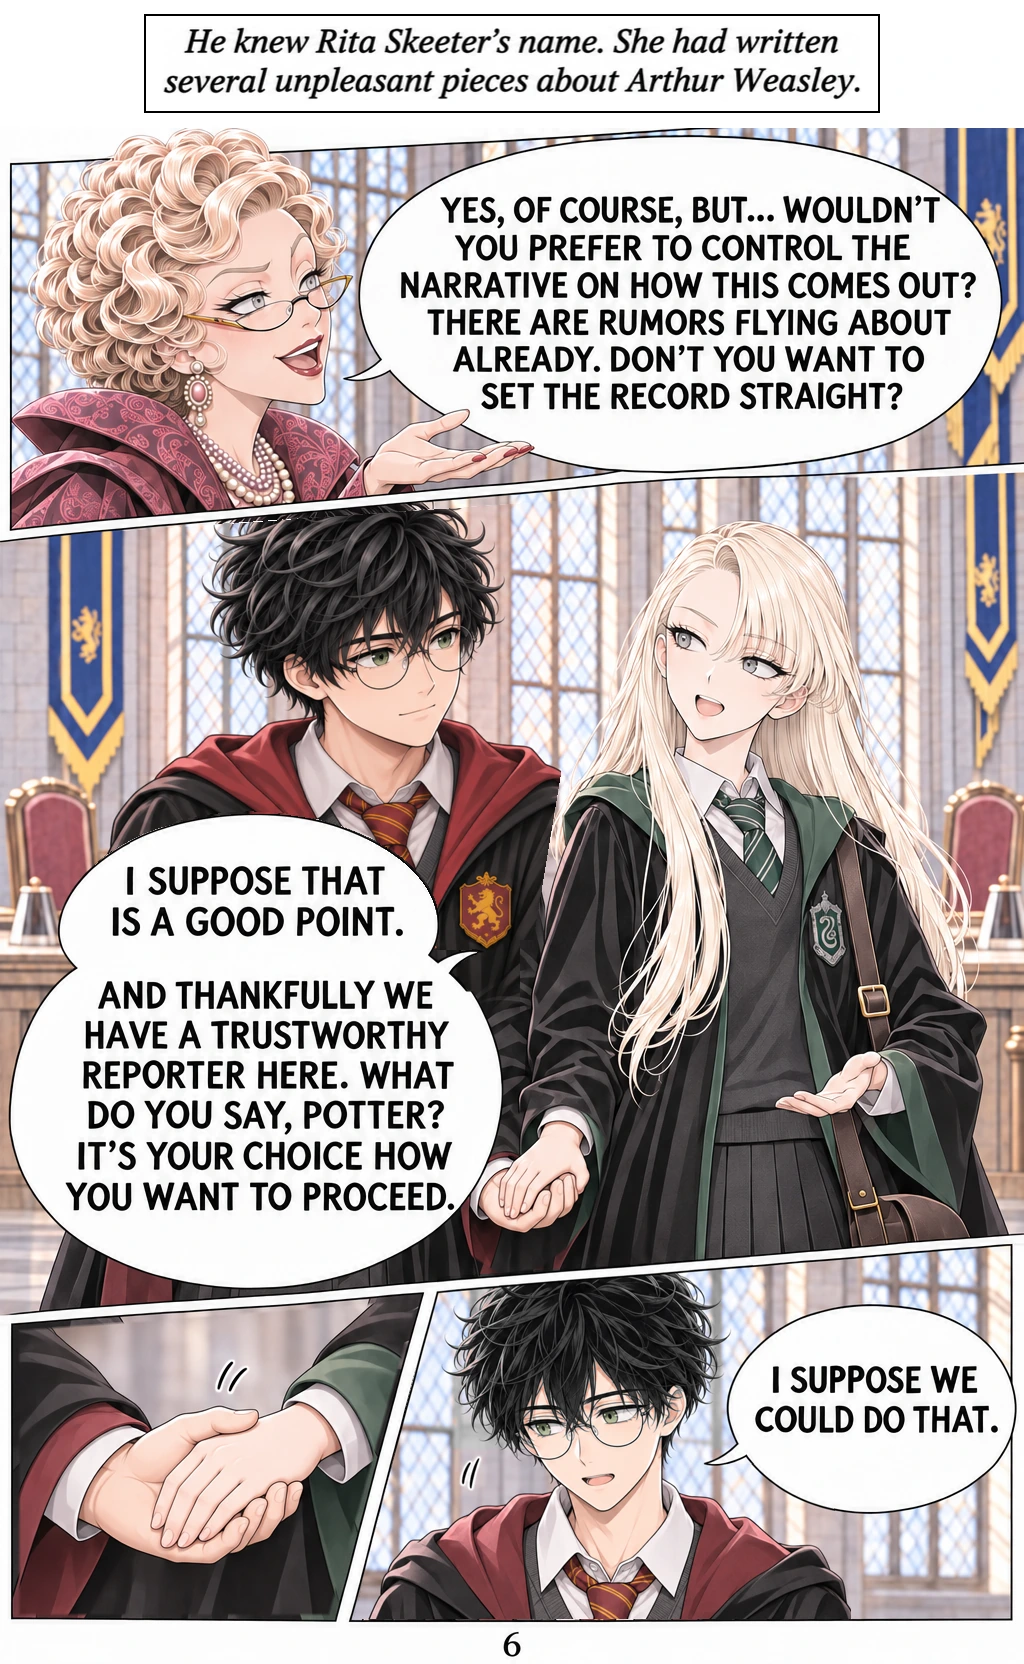 He knew Rita Skeeter’s name. She had written
several unpleasant pieces about Arthur Weasley.
YES, OF COURSE, BUT... WOULDN’T
YOU PREFER TO CONTROL THE
NARRATIVE ON HOW THIS COMES OUT?
THERE ARE RUMORS FLYING ABOUT
ALREADY. DON’T YOU WANT TO
SET THE RECORD STRAIGHT?
I SUPPOSE THAT
IS A GOOD POINT.
AND THANKFULLY WE
HAVE A TRUSTWORTHY
REPORTER HERE. WHAT
DO YOU SAY, POTTER?
IT’S YOUR CHOICE HOW
YOU WANT TO PROCEED.
I SUPPOSE WE
COULD DO THAT.
6